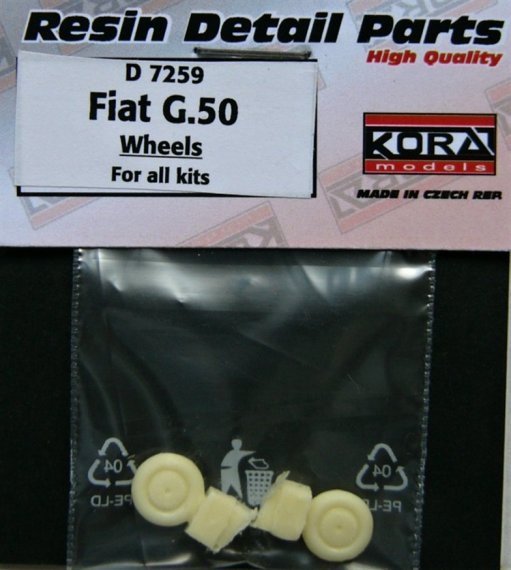 Resin Detail Parts
High Quality
D 7259
Fiat G.50
Wheels
For all kits
KORA
models
MADE IN CZECH REP
04
PE-LD
04
PE-LD